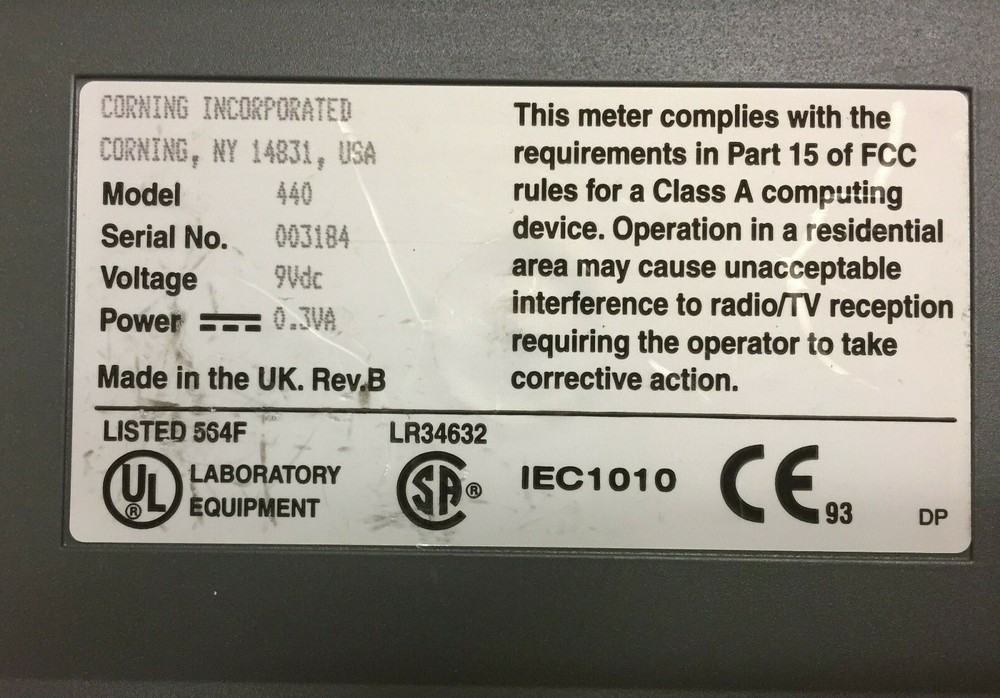 CORNING INCORPORATED
CORNING, NY 14831, USA
Model 440
Serial No. 003184
Voltage 9Vdc
Power 0.3VA
Made in the UK. Rev.B
This meter complies with the
requirements in Part 15 of FCC
rules for a Class A computing
device. Operation in a residential
area may cause unacceptable
interference to radio/TV reception
requiring the operator to take
corrective action.
LISTED 564F
UL® LABORATORY
EQUIPMENT
LR34632
SA®
IEC1010
CE 93
DP